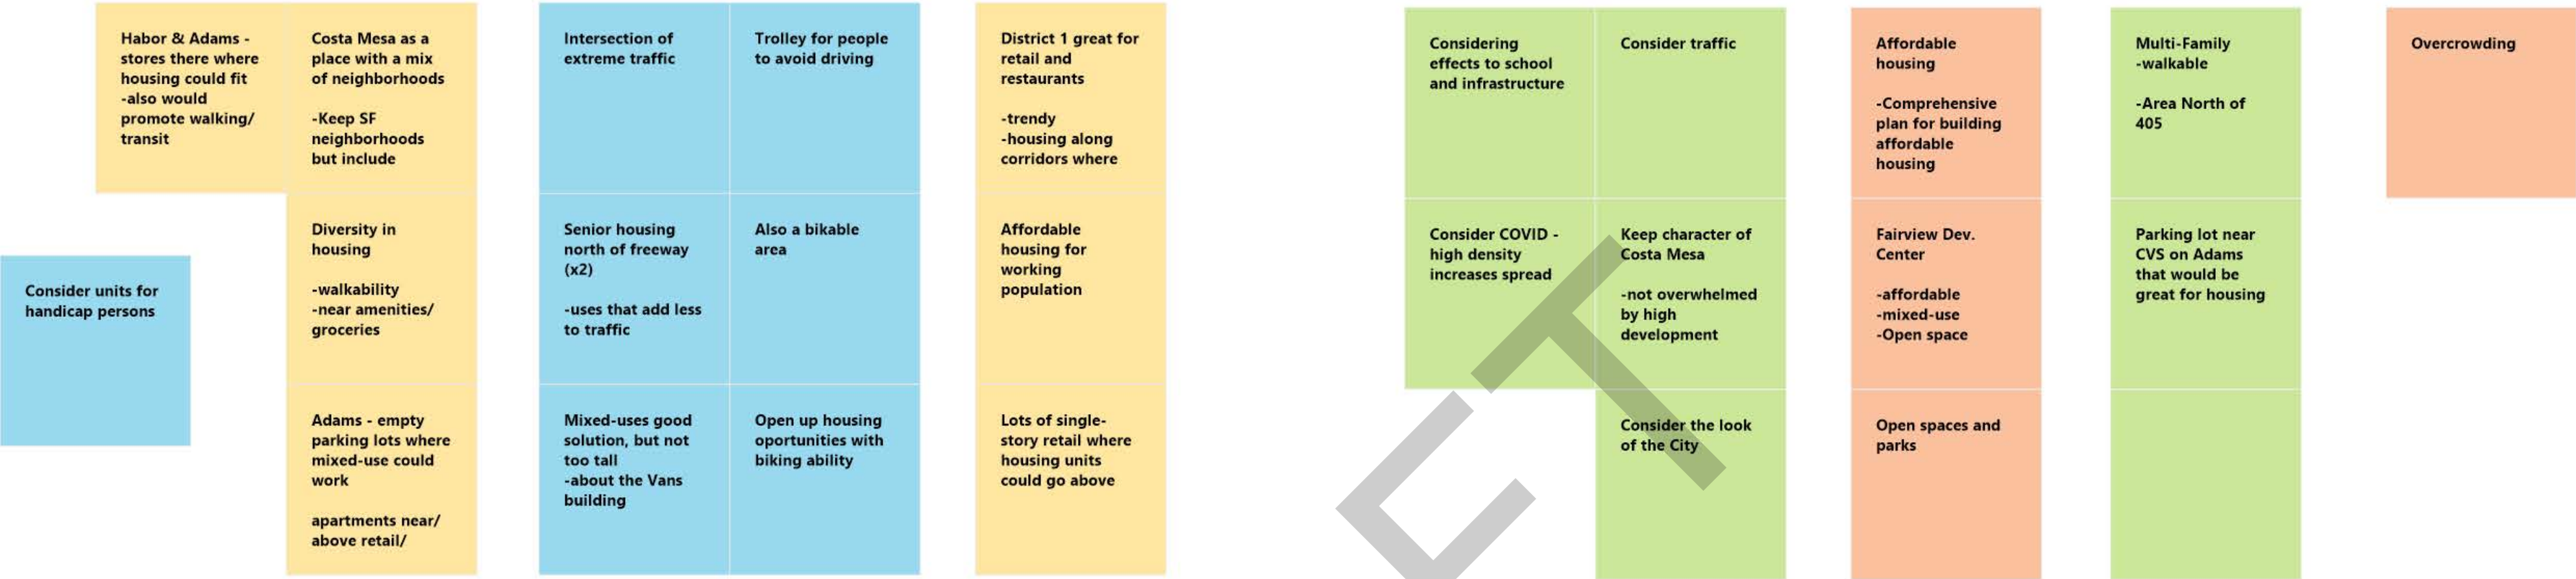 Habor & Adams -
stores there where
housing could fit
-also would
promote walking/
transit
Costa Mesa as a
place with a mix
of neighborhoods
-Keep SF
neighborhoods
but include
Diversity in
housing
-walkability
-near amenities/
groceries
Consider units for
handicap persons
Adams - empty
parking lots where
mixed-use could
work
apartments near/
above retail/
Intersection of
extreme traffic
Trolley for people
to avoid driving
Senior housing
north of freeway
(x2)
-uses that add less
to traffic
Also a bikable
area
Mixed-uses good
solution, but not
too tall
-about the Vans
building
Open up housing
oportunities with
biking ability
District 1 great for
retail and
restaurants
-trendy
-housing along
corridors where
Affordable
housing for
working
population
Lots of single-
story retail where
housing units
could go above
Considering
effects to school
and infrastructure
Consider traffic
Consider COVID -
high density
increases spread
Keep character of
Costa Mesa
-not overwhelmed
by high
development
Consider the look
of the City
Affordable
housing
-Comprehensive
plan for building
affordable
housing
Fairview Dev.
Center
-affordable
-mixed-use
-Open space
Open spaces and
parks
Multi-Family
-walkable
-Area North of
405
Parking lot near
CVS on Adams
that would be
great for housing
Overcrowding